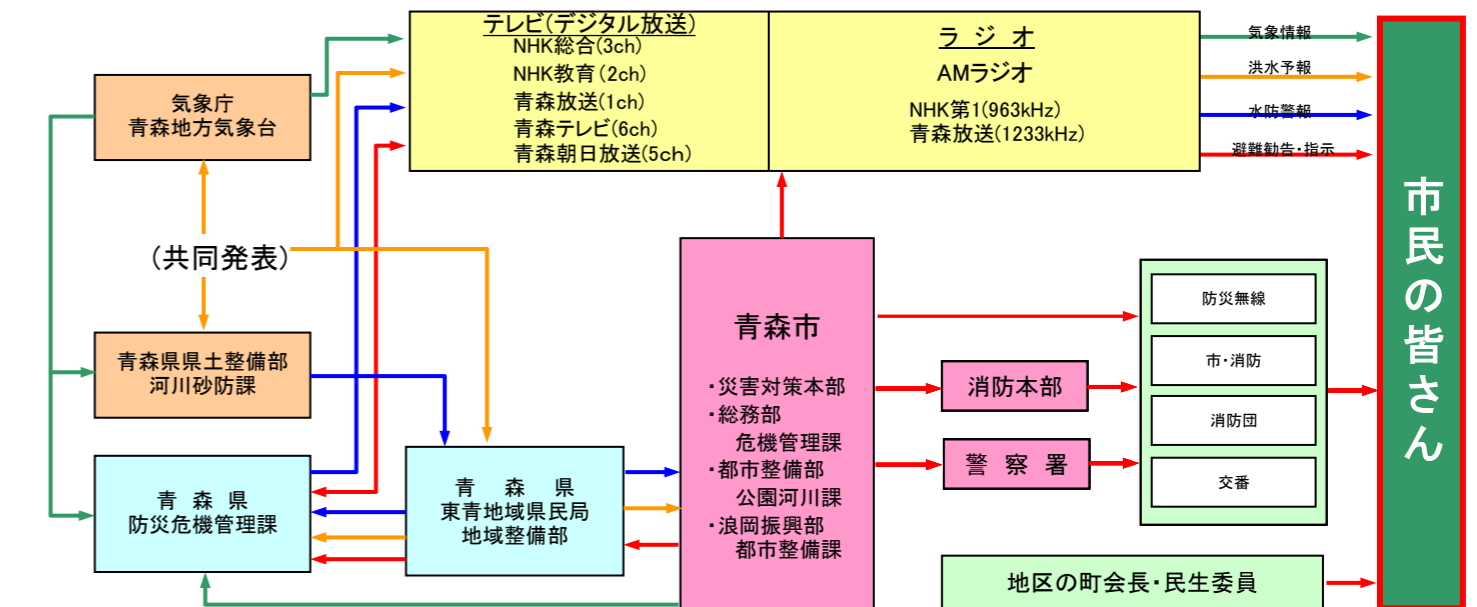 テレビ(デジタル放送)
NHK総合(3ch)
NHK教育(2ch)
青森放送(1ch)
青森テレビ(6ch)
青森朝日放送(5ch)
ラジオ
AMラジオ
NHK第1(963kHz)
青森放送(1233kHz)
気象情報
洪水予報
水防警報
避難勧告・指示
市民の皆さん
気象庁
青森地方気象台
(共同発表)
青森県県土整備部
河川砂防課
青森県
防災危機管理課
青森県
東青地域県民局
地域整備部
青森市
・災害対策本部
・総務部
危機管理課
・都市整備部
公園河川課
・浪岡振興部
都市整備課
消防本部
警察署
防災無線
市・消防
消防団
交番
地区の町会長・民生委員